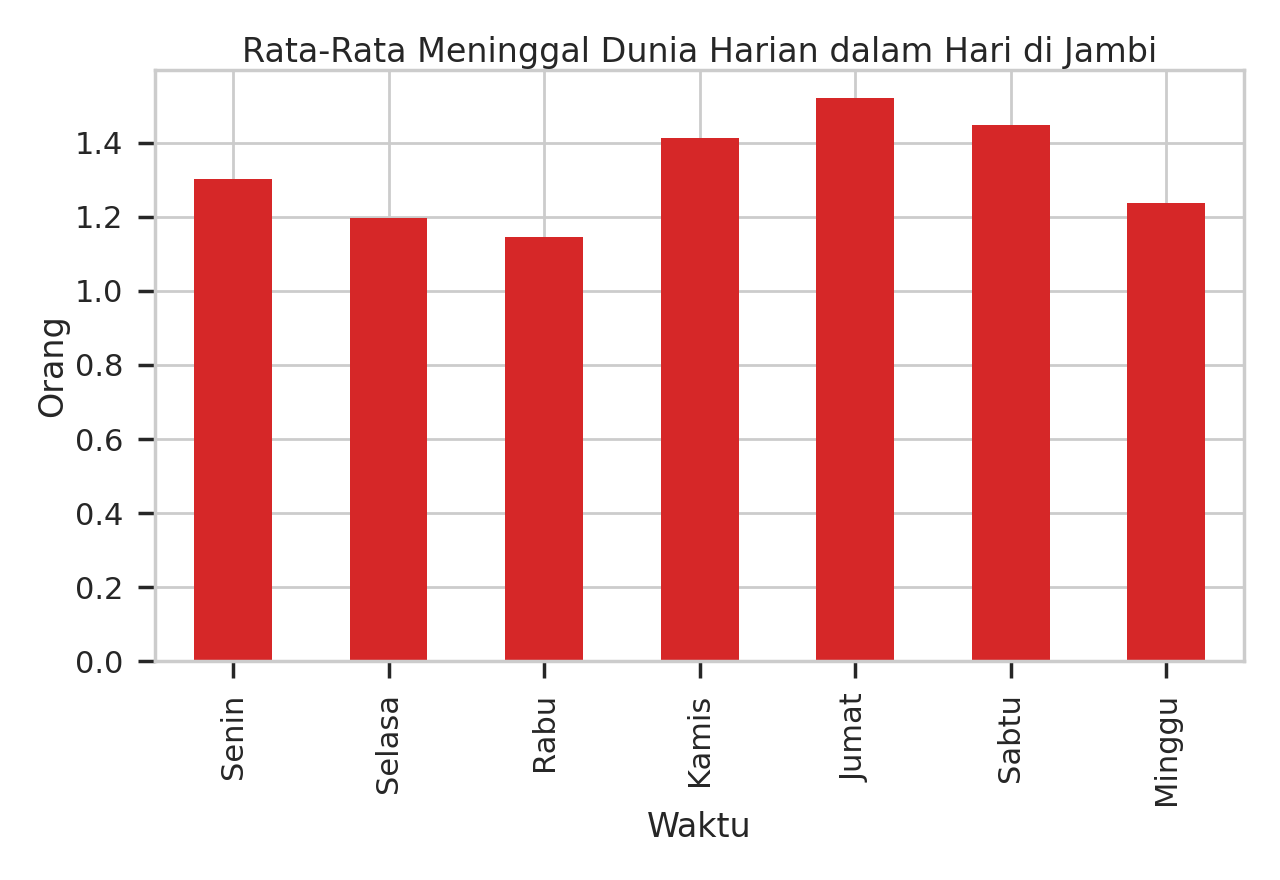 Rata-Rata Meninggal Dunia Harian dalam Hari di Jambi
Orang
1.4
1.2
1.0
0.8
0.6
0.4
0.2
0.0
Senin
Selasa
Rabu
Kamis
Jumat
Sabtu
Minggu
Waktu